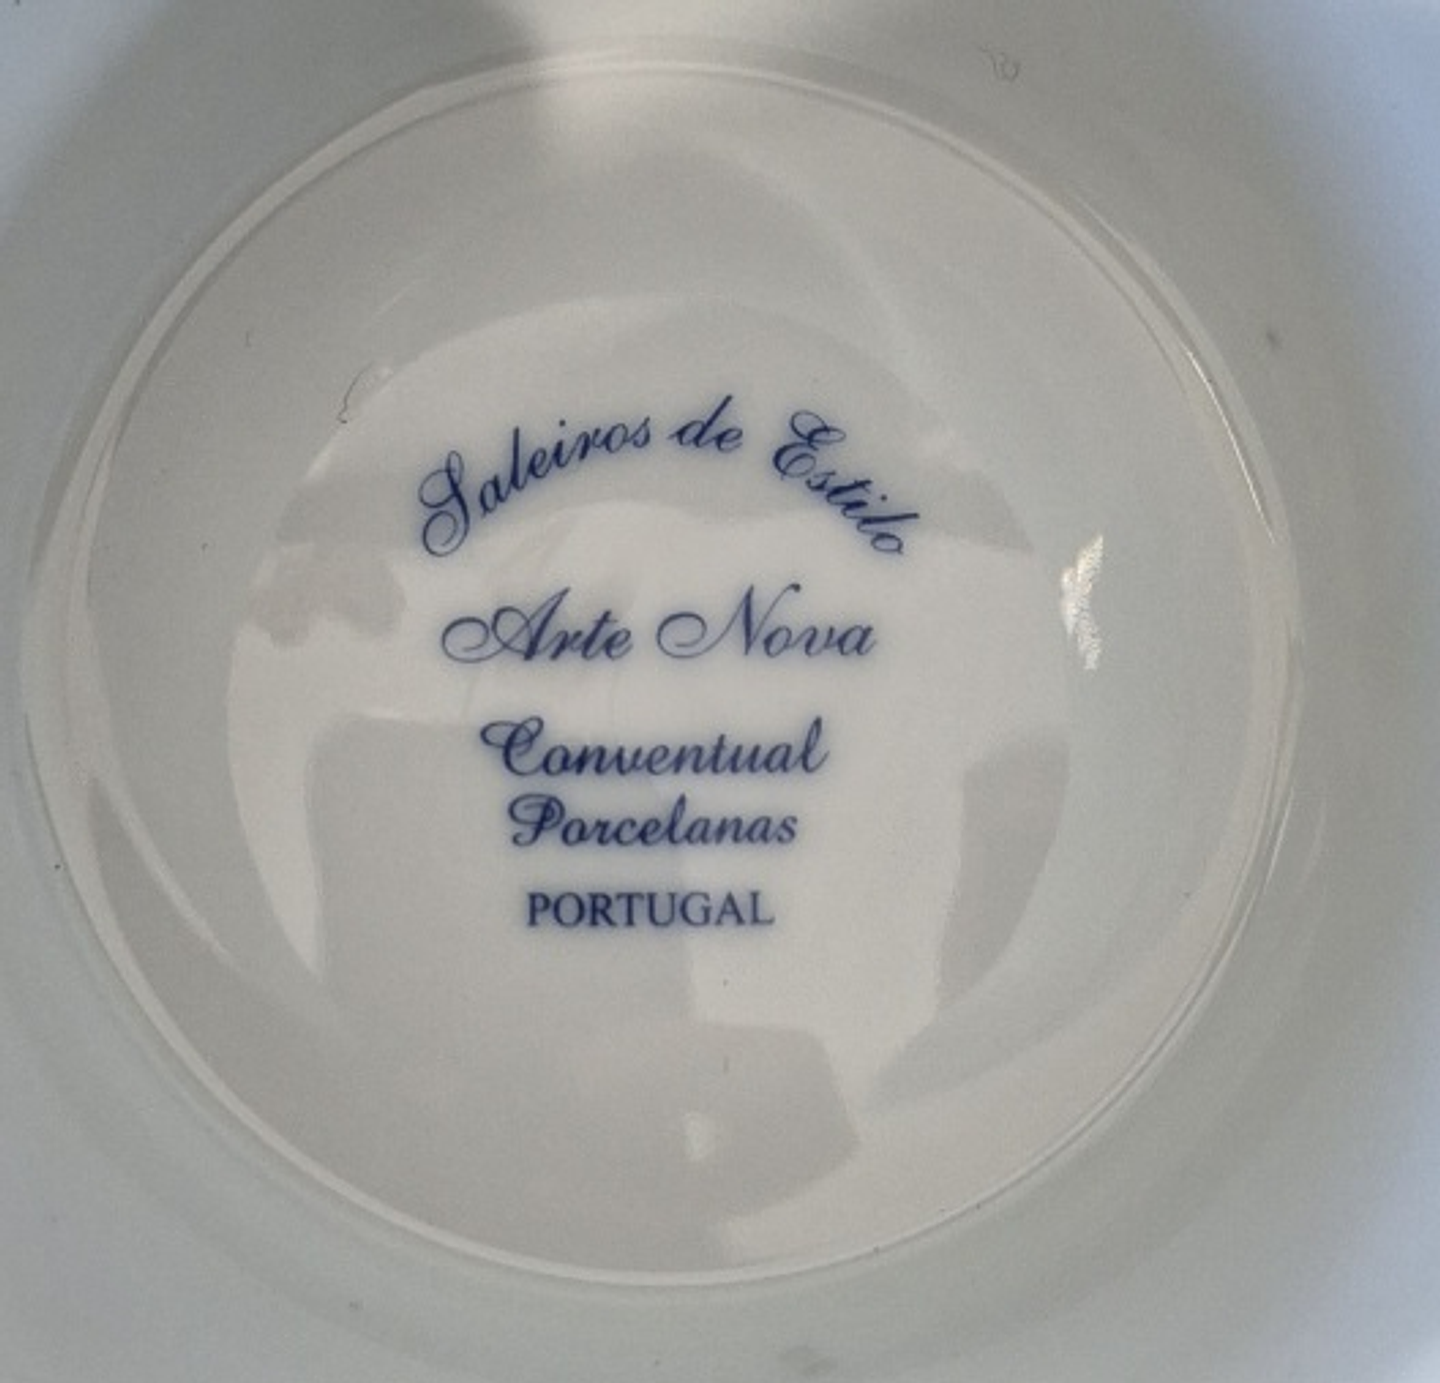 Saleiros de Estilo
Arte Nova
Conventual
Porcelanas
PORTUGAL